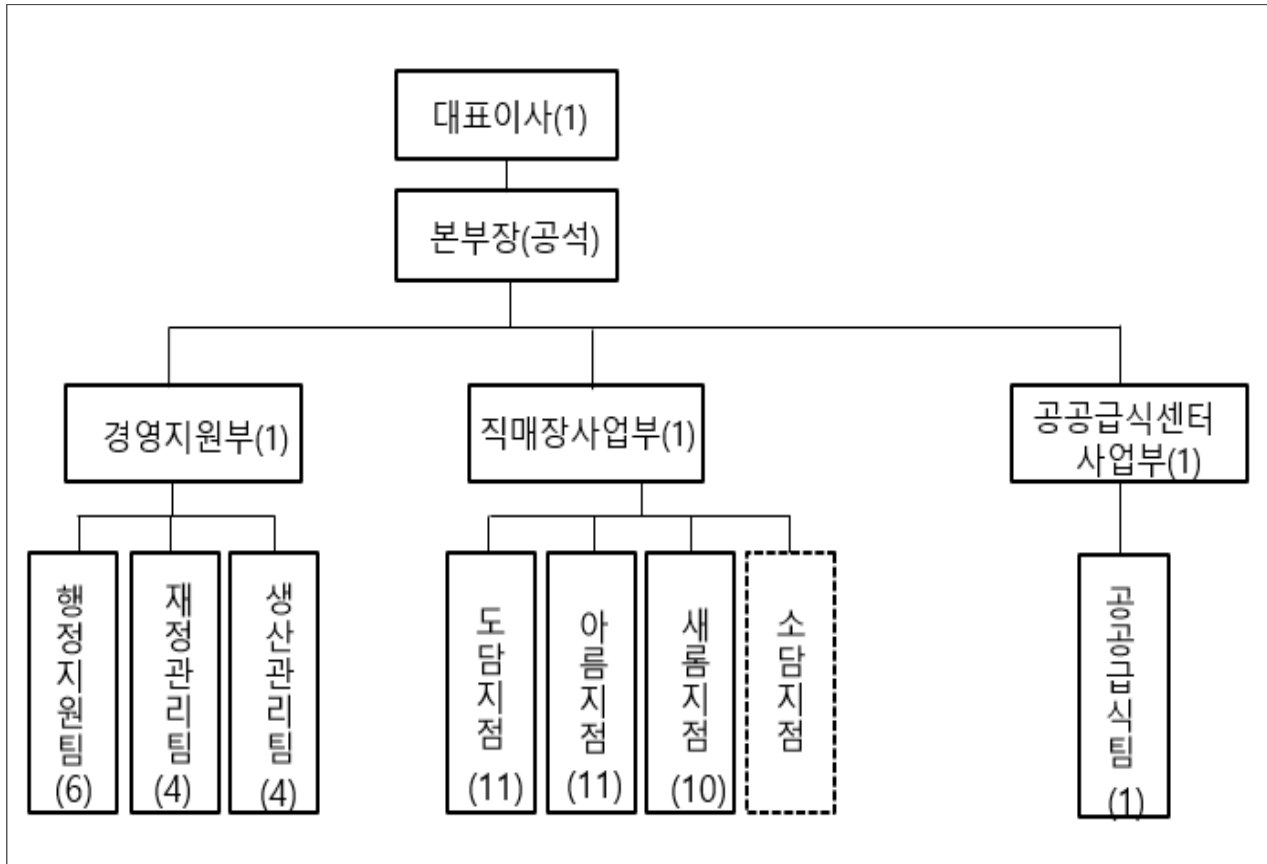 대표이사(1)
본부장(공석)
경영지원부(1)
직매장사업부(1)
공공급식센터
사업부(1)
행정지원팀
(6)
재정관리팀
(4)
생산관리팀
(4)
도담지점
(11)
아름지점
(11)
새롬지점
(10)
소담지점
공공급식팀
(1)